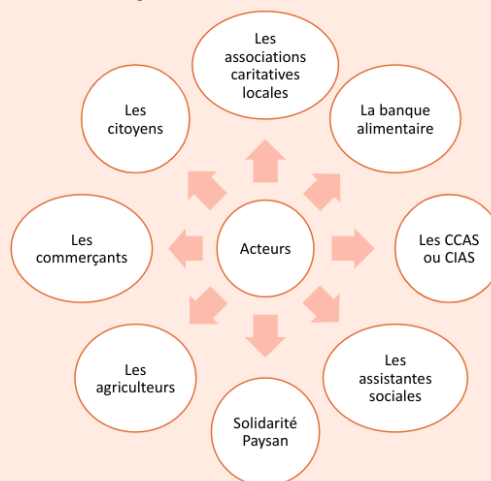 Les
associations
caritatives
locales
La banque
alimentaire
Les CCAS
ou CIAS
Les
assistantes
sociales
Solidarité
Paysan
Les
agriculteurs
Les
commerçants
Les
citoyens
Acteurs